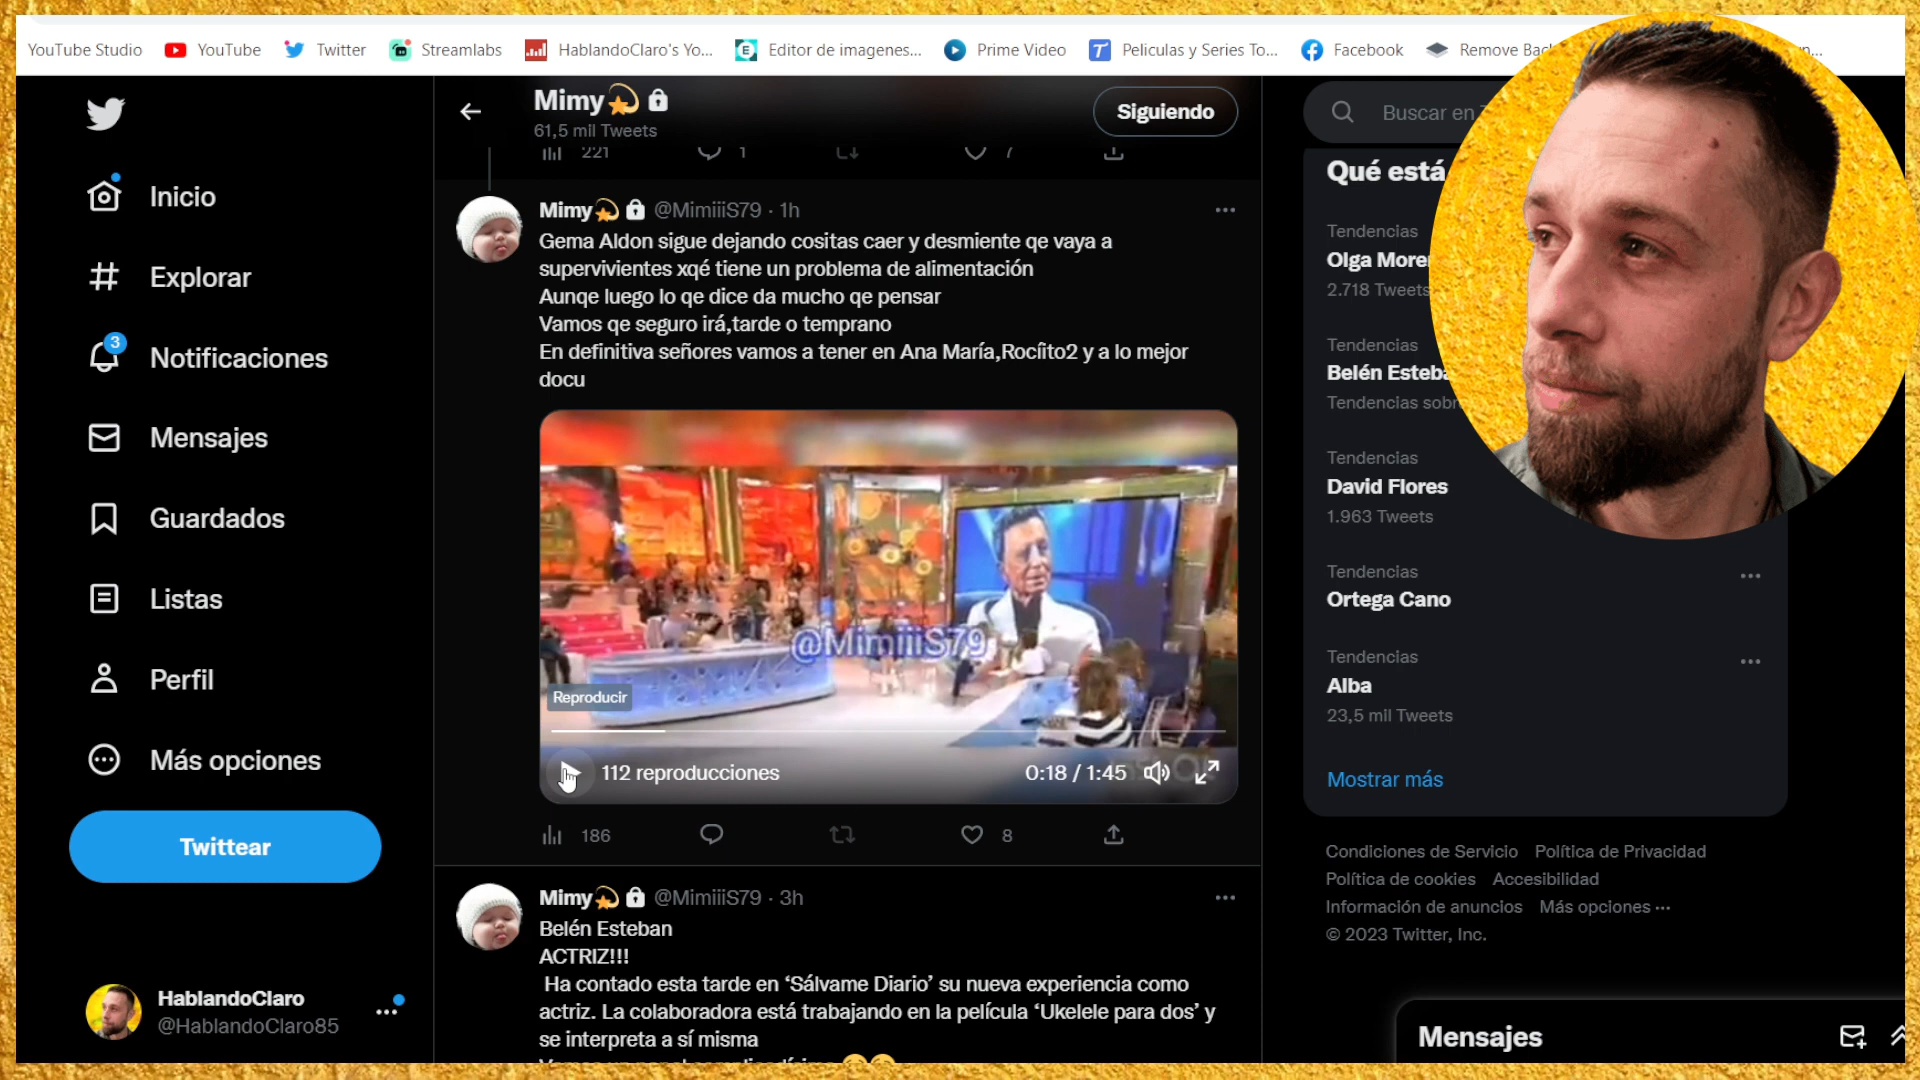 YouTube Studio
YouTube
Twitter
Streamlabs
HablandoClaro's Yo...
Editor de imagenes...
Prime Video
Peliculas y Series To...
Facebook
Remove
Inicio
Explorar
3
Notificaciones
Mensajes
Guardados
Listas
Perfil
Más opciones
Twittear
HablandoClaro
@HablandoClaro85
Mimy
61,5 mil Tweets
Siguiendo
221
1
7
Mimy @MimiiiS79 · 1h
Gema Aldon sigue dejando cositas caer y desmiente qe vaya a
supervivientes xqé tiene un problema de alimentación
Aunqe luego lo qe dice da mucho qe pensar
Vamos qe seguro irá,tarde o temprano
En definitiva señores vamos a tener en Ana María,Rocíito2 y a lo mejor
docu
@MimiiiS79
Reproducir
112 reproducciones
0:18 / 1:45
186
8
Mimy @MimiiiS79 · 3h
Belén Esteban
ACTRIZ!!!
Ha contado esta tarde en ‘Sálvame Diario’ su nueva experiencia como
actriz. La colaboradora está trabajando en la película ‘Ukelele para dos’ y
se interpreta a sí misma
Buscar en
Qué está
Tendencias
Olga
2.718 Tweets
Tendencias
Belén
Tendencias
Tendencias
David Flores
1.963 Tweets
Tendencias
Ortega Cano
Tendencias
Alba
23,5 mil Tweets
Mostrar más
Condiciones de Servicio Política de Privacidad
Política de cookies Accesibilidad
Información de anuncios Más opciones ···
© 2023 Twitter, Inc.
Mensajes